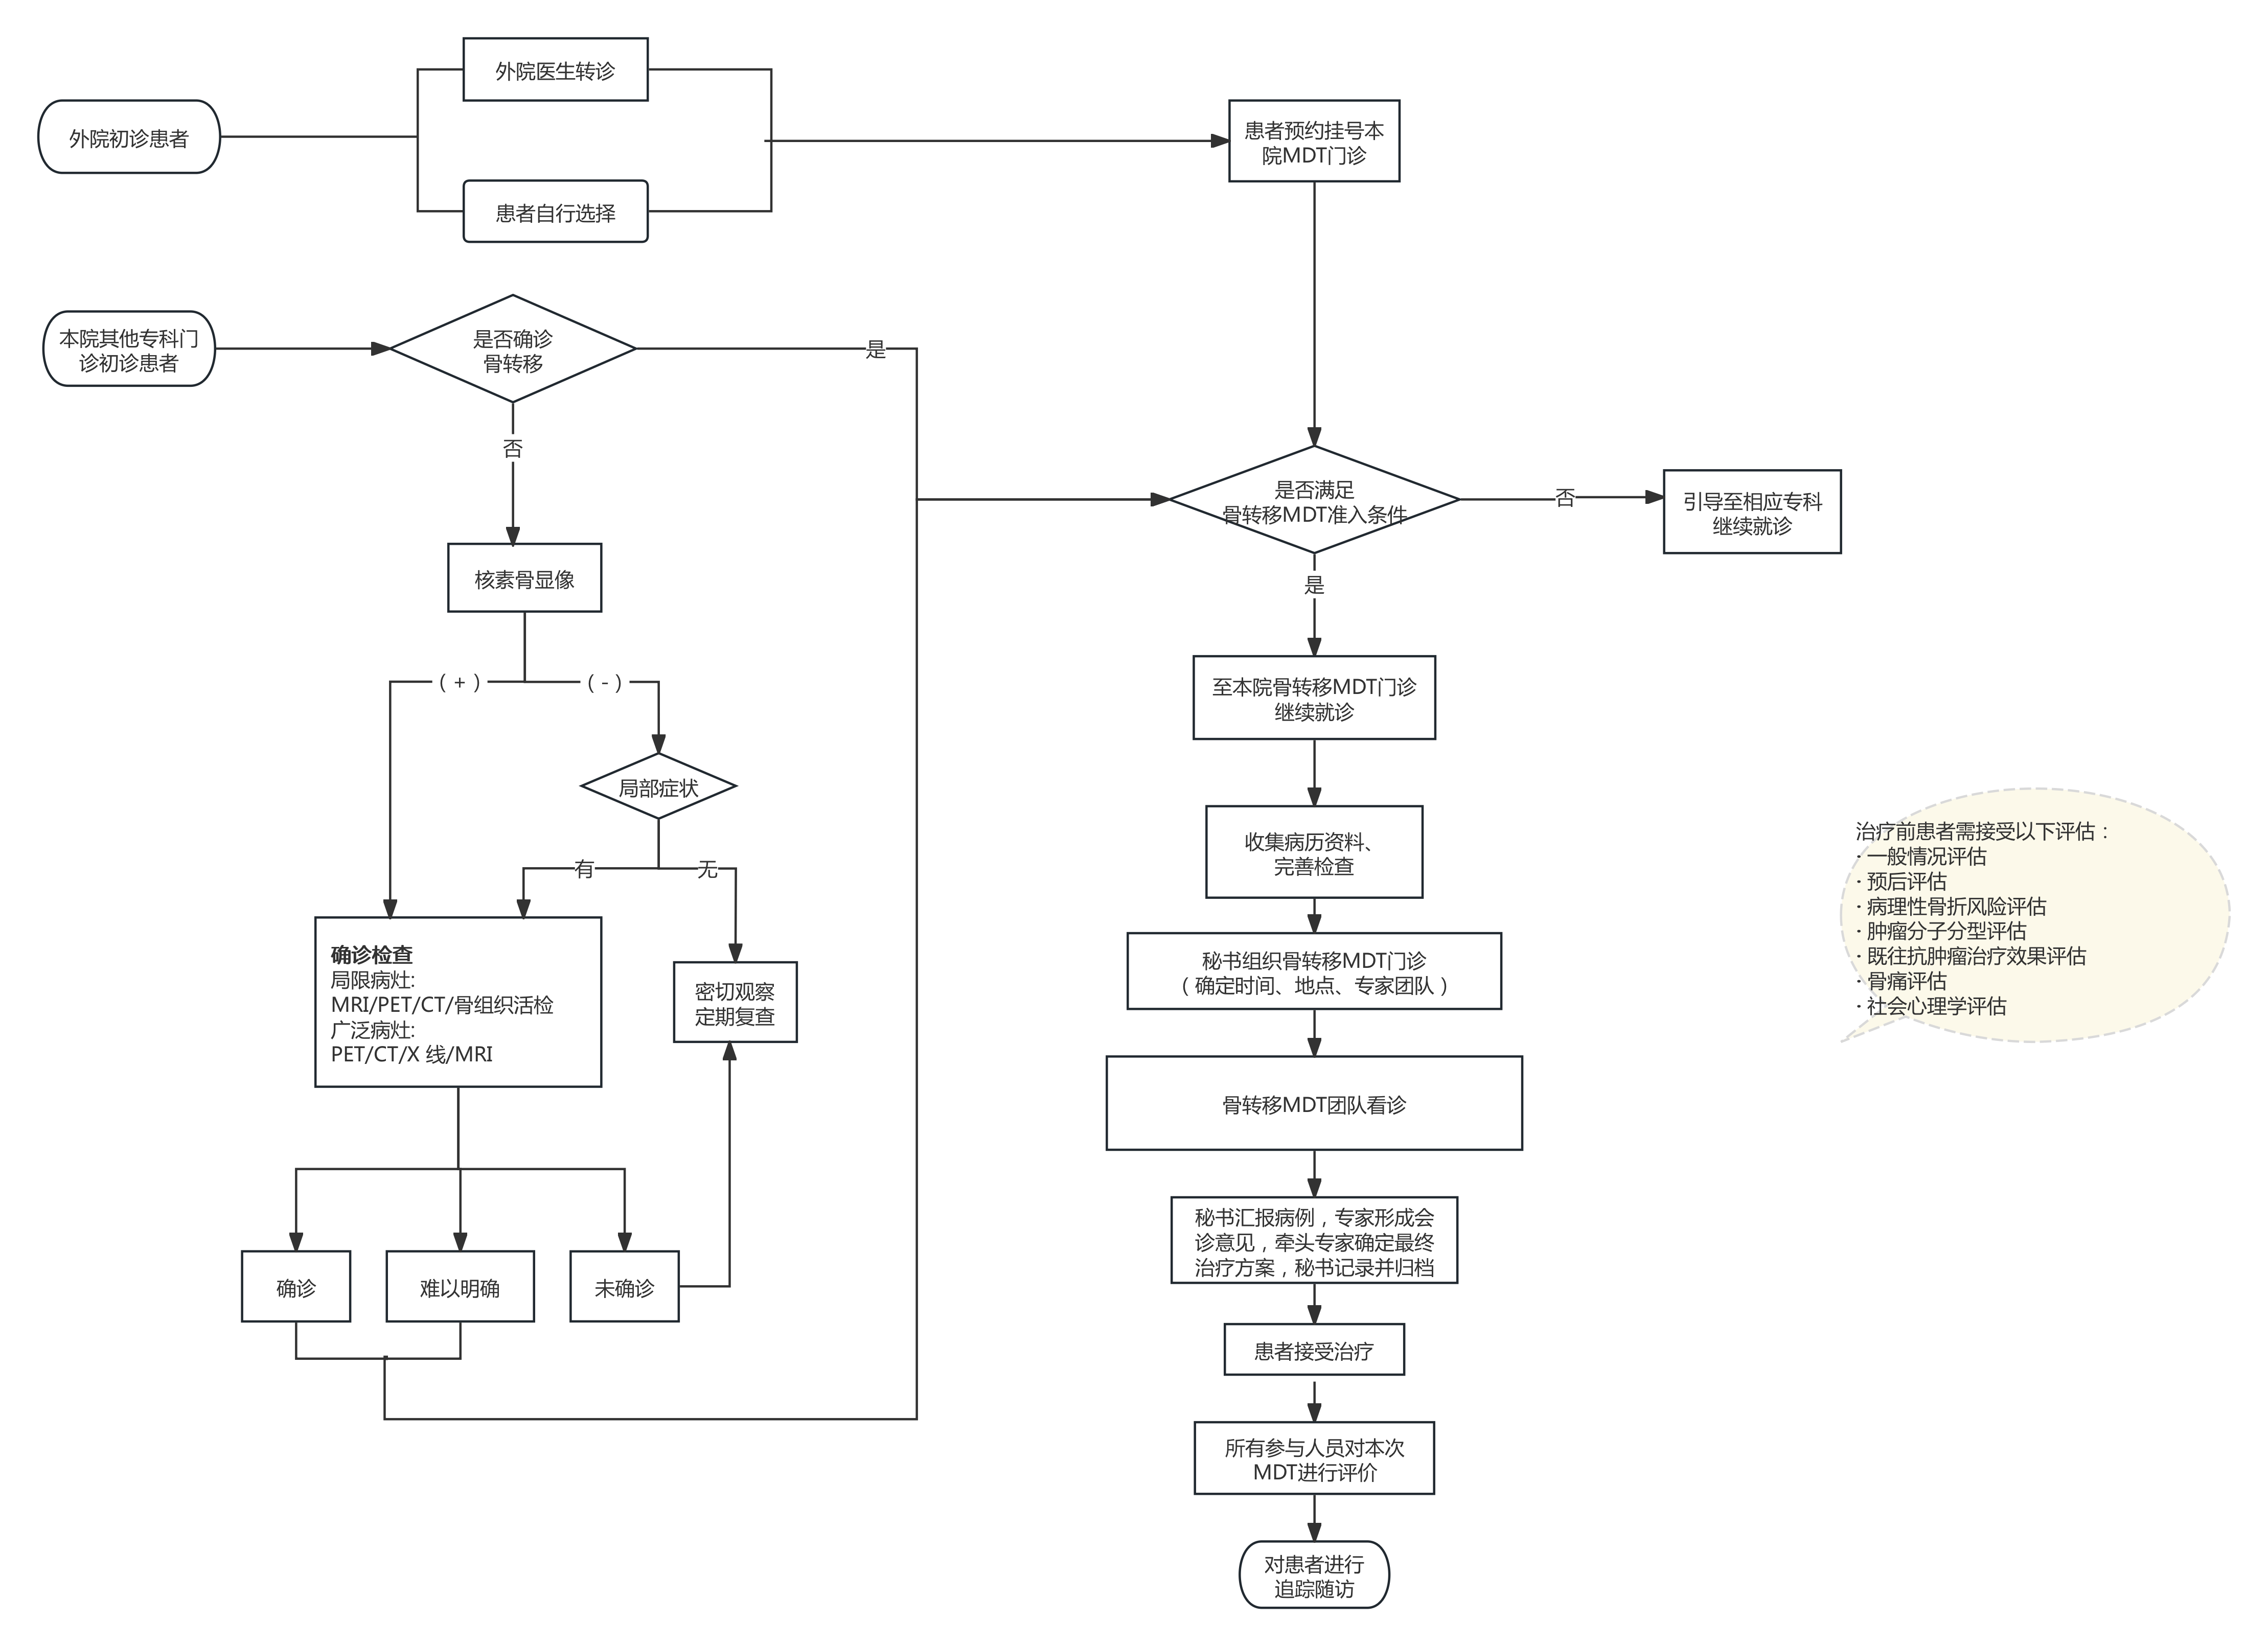 外院医生转诊
外院初诊患者
患者预约挂号本
院MDT门诊
患者自行选择
本院其他专科门
诊初诊患者
是否确诊
骨转移
是
否
是否满足
骨转移MDT准入条件
否
引导至相应专科
继续就诊
是
核素骨显像
（+）
（-）
至本院骨转移MDT门诊
继续就诊
局部症状
有
无
收集病历资料、
完善检查
治疗前患者需接受以下评估：
· 一般情况评估
· 预后评估
· 病理性骨折风险评估
· 肿瘤分子分型评估
· 既往抗肿瘤治疗效果评估
· 骨痛评估
· 社会心理学评估
确诊检查
局限病灶:
MRI/PET/CT/骨组织活检
广泛病灶:
PET/CT/X 线/MRI
密切观察
定期复查
秘书组织骨转移MDT门诊
（确定时间、地点、专家团队）
骨转移MDT团队看诊
秘书汇报病例，专家形成会
诊意见，牵头专家确定最终
治疗方案，秘书记录并归档
确诊
难以明确
未确诊
患者接受治疗
所有参与人员对本次
MDT进行评价
对患者进行
追踪随访